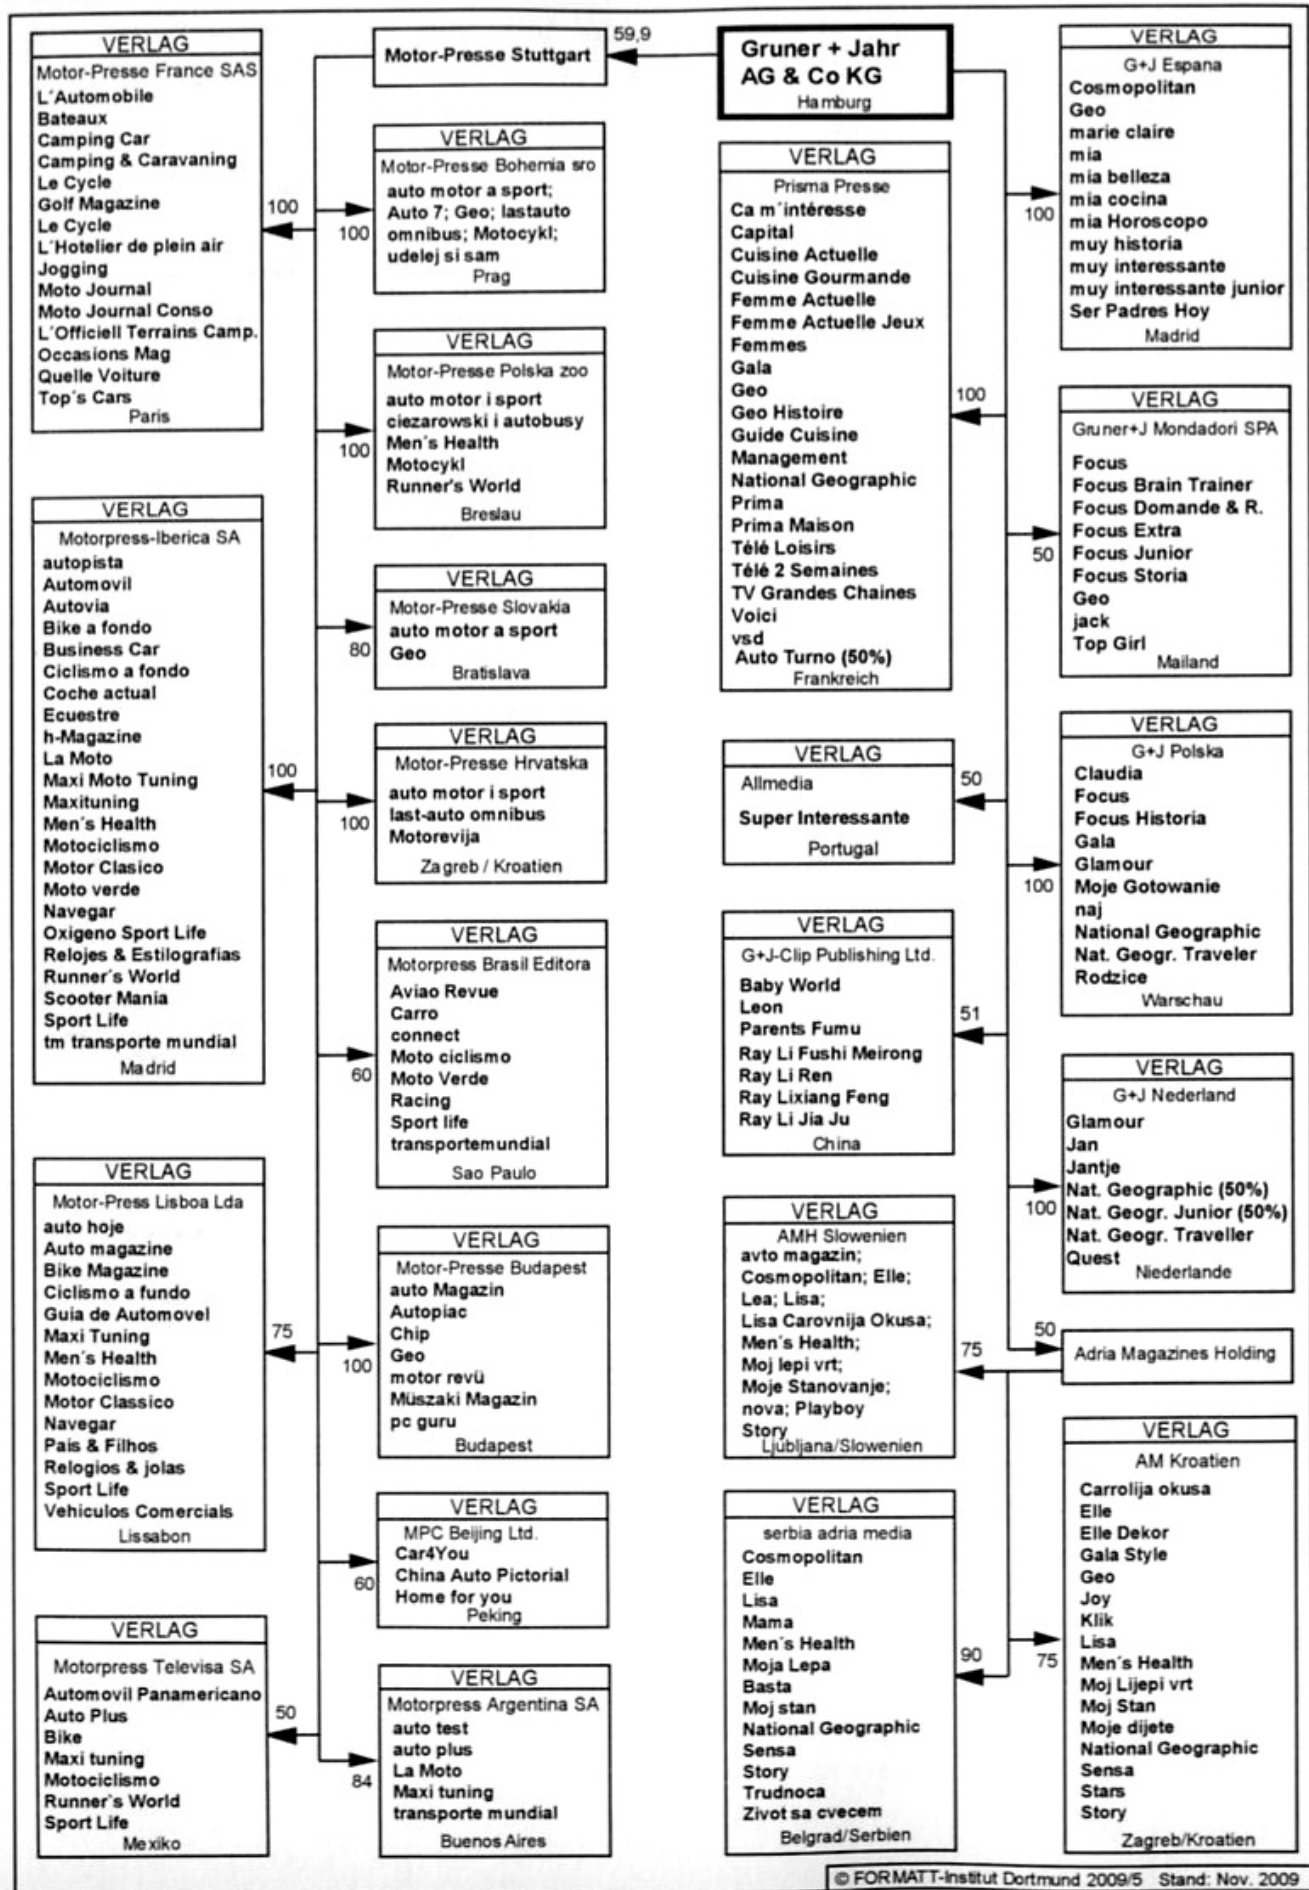 VERLAG
Motor-Presse France SAS
L´Automobile
Bateaux
Camping Car
Camping & Caravaning
Le Cycle
Golf Magazine
Le Cycle
L´Hotelier de plein air
Jogging
Moto Journal
Moto Journal Conso
L´Officiell Terrains Camp.
Occasions Mag
Quelle Voiture
Top´s Cars
Paris
100
VERLAG
Motorpress-Iberica SA
autopista
Automovil
Autovia
Bike a fondo
Business Car
Ciclismo a fondo
Coche actual
Ecuestre
h-Magazine
La Moto
Maxi Moto Tuning
Maxituning
Men´s Health
Motociclismo
Motor Clasico
Moto verde
Navegar
Oxigeno Sport Life
Relojes & Estilografias
Runner´s World
Scooter Mania
Sport Life
tm transporte mundial
Madrid
100
VERLAG
Motor-Press Lisboa Lda
auto hoje
Auto magazine
Bike Magazine
Ciclismo a fundo
Guia de Automovel
Maxi Tuning
Men´s Health
Motociclismo
Motor Classico
Navegar
Pais & Filhos
Relogios & jolas
Sport Life
Vehiculos Comercials
Lissabon
75
VERLAG
Motorpress Televisa SA
Automovil Panamericano
Auto Plus
Bike
Maxi tuning
Motociclismo
Runner´s World
Sport Life
Mexiko
50
Motor-Presse Stuttgart
59,9
VERLAG
Motor-Presse Bohemia sro
auto motor a sport;
Auto 7; Geo; lastauto
omnibus; Motocykl;
udelej si sam
Prag
100
VERLAG
Motor-Presse Polska zoo
auto motor i sport
ciezarowski i autobusy
Men´s Health
Motocykl
Runner's World
Breslau
100
VERLAG
Motor-Presse Slovakia
auto motor a sport
Geo
Bratislava
80
VERLAG
Motor-Presse Hrvatska
auto motor i sport
last-auto omnibus
Motorevija
Zagreb / Kroatien
100
VERLAG
Motorpress Brasil Editora
Aviao Revue
Carro
connect
Moto ciclismo
Moto Verde
Racing
Sport life
transportemundial
Sao Paulo
60
VERLAG
Motor-Presse Budapest
auto Magazin
Autopiac
Chip
Geo
motor revü
Müszaki Magazin
pc guru
Budapest
100
VERLAG
MPC Beijing Ltd.
Car4You
China Auto Pictorial
Home for you
Peking
60
VERLAG
Motorpress Argentina SA
auto test
auto plus
La Moto
Maxi tuning
transporte mundial
Buenos Aires
84
Gruner + Jahr
AG & Co KG
Hamburg
VERLAG
Prisma Presse
Ca m´intéresse
Capital
Cuisine Actuelle
Cuisine Gourmande
Femme Actuelle
Femme Actuelle Jeux
Femmes
Gala
Geo
Geo Histoire
Guide Cuisine
Management
National Geographic
Prima
Prima Maison
Télé Loisirs
Télé 2 Semaines
TV Grandes Chaines
Voici
vsd
Auto Turno (50%)
Frankreich
100
VERLAG
Allmedia
Super Interessante
Portugal
50
VERLAG
G+J-Clip Publishing Ltd.
Baby World
Leon
Parents Fumu
Ray Li Fushi Meirong
Ray Li Ren
Ray Lixiang Feng
Ray Li Jia Ju
China
51
VERLAG
AMH Slowenien
avto magazin;
Cosmopolitan; Elle;
Lea; Lisa;
Lisa Carovnija Okusa;
Men´s Health;
Moj lepi vrt;
Moje Stanovanje;
nova; Playboy
Story
Ljubljana/Slowenien
75
VERLAG
serbia adria media
Cosmopolitan
Elle
Lisa
Mama
Men´s Health
Moja Lepa
Basta
Moj stan
National Geographic
Sensa
Story
Trudnoca
Zivot sa cvecem
Belgrad/Serbien
90
VERLAG
G+J Espana
Cosmopolitan
Geo
marie claire
mia
mia belleza
mia cocina
mia Horoscopo
muy historia
muy interessante
muy interessante junior
Ser Padres Hoy
Madrid
100
VERLAG
Gruner+J Mondadori SPA
Focus
Focus Brain Trainer
Focus Domande & R.
Focus Extra
Focus Junior
Focus Storia
Geo
jack
Top Girl
Mailand
50
VERLAG
G+J Polska
Claudia
Focus
Focus Historia
Gala
Glamour
Moje Gotowanie
naj
National Geographic
Nat. Geogr. Traveler
Rodzice
Warschau
100
VERLAG
G+J Nederland
Glamour
Jan
Jantje
Nat. Geographic (50%)
Nat. Geogr. Junior (50%)
Nat. Geogr. Traveller
Quest
Niederlande
100
50
Adria Magazines Holding
VERLAG
AM Kroatien
Carrolija okusa
Elle
Elle Dekor
Gala Style
Geo
Joy
Klik
Lisa
Men´s Health
Moj Lijepi vrt
Moj Stan
Moje dijete
National Geographic
Sensa
Stars
Story
Zagreb/Kroatien
75
© FORMATT-Institut Dortmund 2009/5 Stand: Nov. 2009